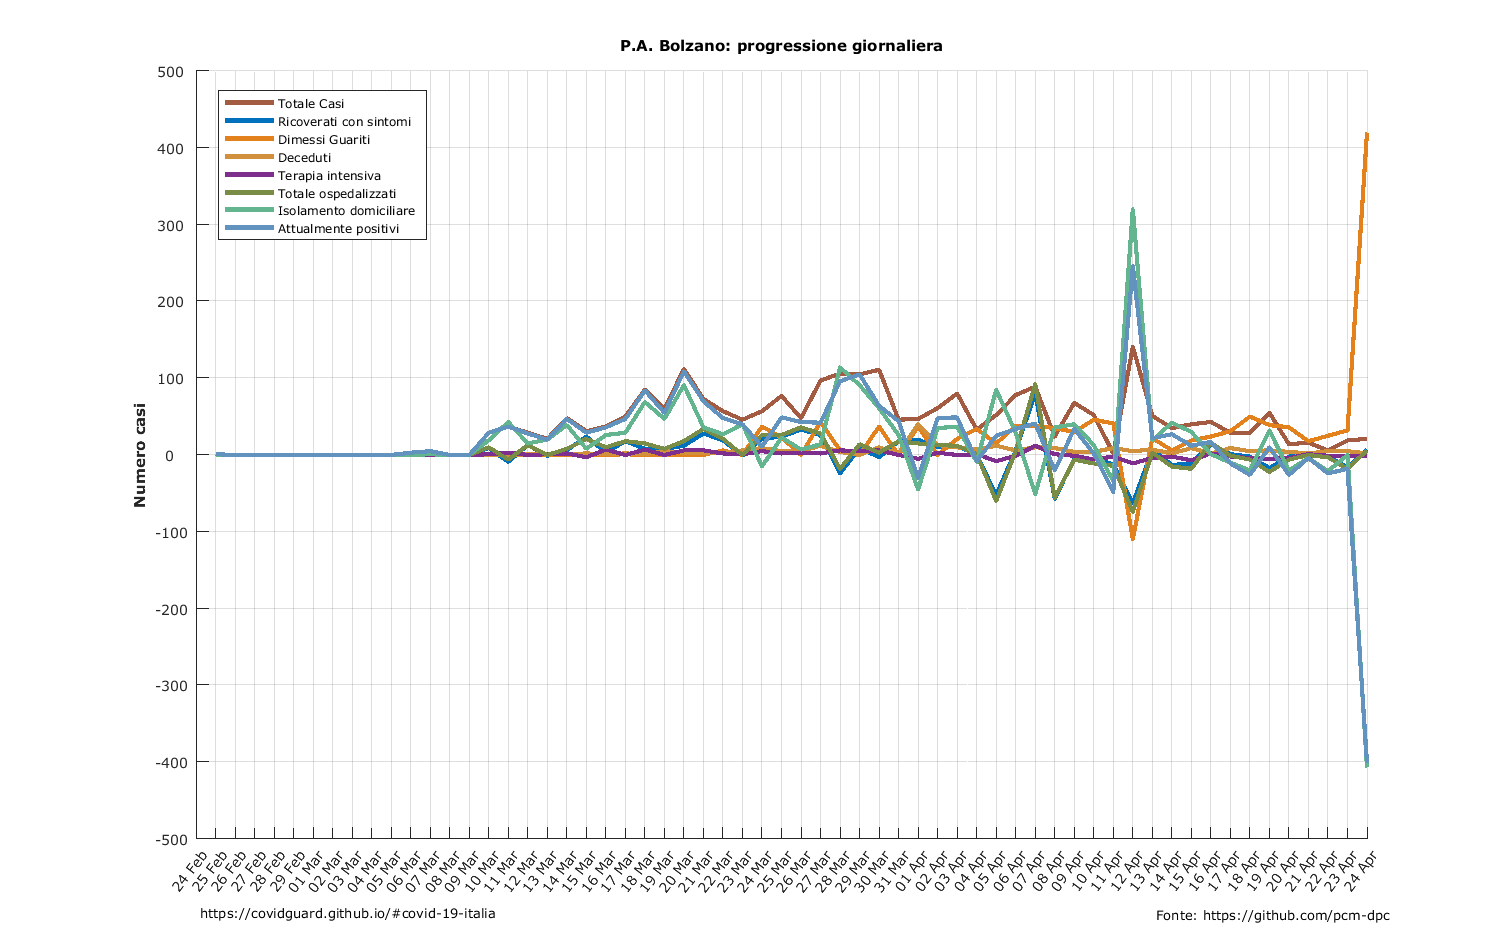 P.A. Bolzano: progressione giornaliera
500
400
300
200
100
0
-100
-200
-300
-400
-500
Numero casi
Totale Casi
Ricoverati con sintomi
Dimessi Guariti
Deceduti
Terapia intensiva
Totale ospedalizzati
Isolamento domiciliare
Attualmente positivi
24 Feb
25 Feb
26 Feb
27 Feb
28 Feb
29 Feb
01 Mar
02 Mar
03 Mar
04 Mar
05 Mar
06 Mar
07 Mar
08 Mar
09 Mar
10 Mar
11 Mar
12 Mar
13 Mar
14 Mar
15 Mar
16 Mar
17 Mar
18 Mar
19 Mar
20 Mar
21 Mar
22 Mar
23 Mar
24 Mar
25 Mar
26 Mar
27 Mar
28 Mar
29 Mar
30 Mar
31 Mar
01 Apr
02 Apr
03 Apr
04 Apr
05 Apr
06 Apr
07 Apr
08 Apr
09 Apr
10 Apr
11 Apr
12 Apr
13 Apr
14 Apr
15 Apr
16 Apr
17 Apr
18 Apr
19 Apr
20 Apr
21 Apr
22 Apr
23 Apr
24 Apr
https://covidguard.github.io/#covid-19-italia
Fonte: https://github.com/pcm-dpc